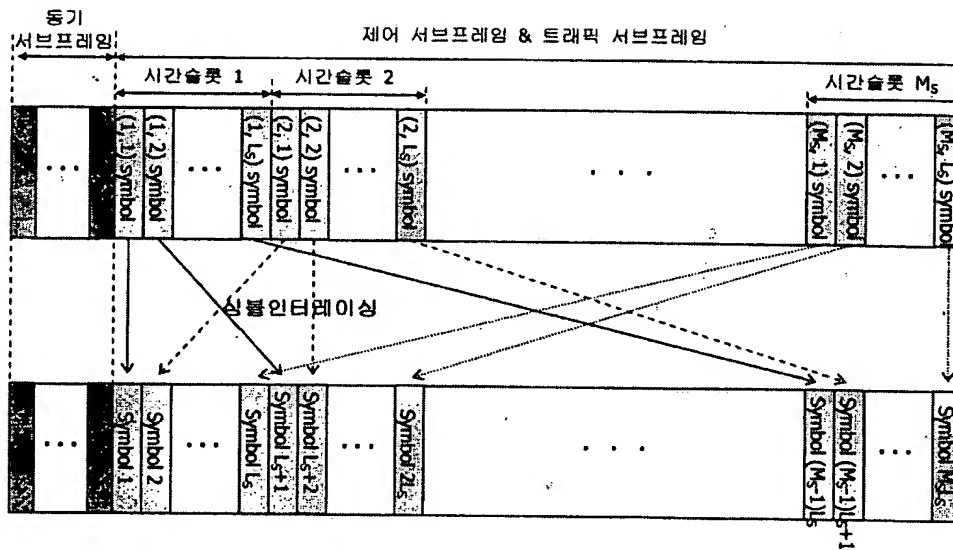 동기
서브프레임
제어 서브프레임 & 트래픽 서브프레임
시간슬롯 1
시간슬롯 2
시간슬롯 Ms
(1, 1) symbol
(1, 2) symbol
...
(1, Ls) symbol
(2, 1) symbol
(2, 2) symbol
...
(2, Ls) symbol
...
(Ms, 1) symbol
(Ms, 2) symbol
...
(Ms, Ls) symbol
심볼인터레이싱
Symbol 1
Symbol 2
...
Symbol Ls
Symbol Ls+1
Symbol Ls+2
...
Symbol 2Ls
...
Symbol (Ms-1)Ls
Symbol (Ms-1)Ls+1
...
Symbol MsLs